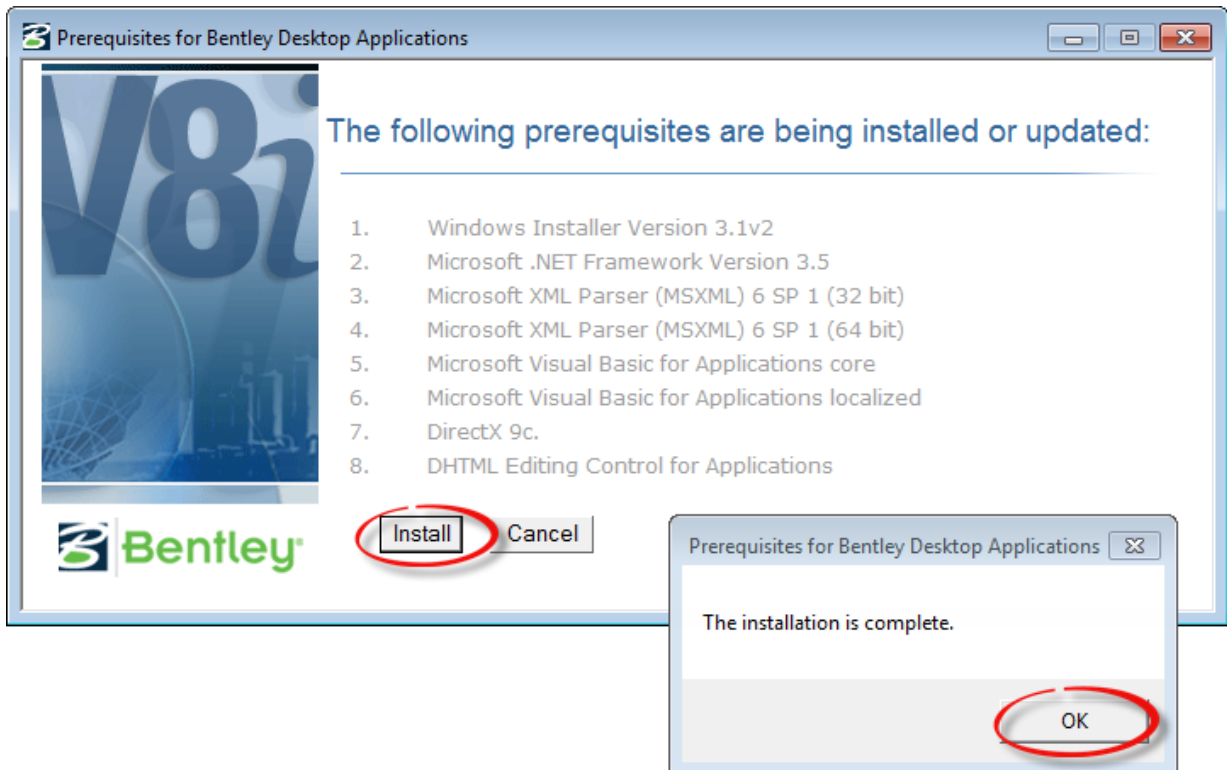 Prerequisites for Bentley Desktop Applications
V8i
The following prerequisites are being installed or updated:
1. Windows Installer Version 3.1v2
2. Microsoft .NET Framework Version 3.5
3. Microsoft XML Parser (MSXML) 6 SP 1 (32 bit)
4. Microsoft XML Parser (MSXML) 6 SP 1 (64 bit)
5. Microsoft Visual Basic for Applications core
6. Microsoft Visual Basic for Applications localized
7. DirectX 9c.
8. DHTML Editing Control for Applications
Install Cancel
Bentley
Prerequisites for Bentley Desktop Applications
The installation is complete.
OK